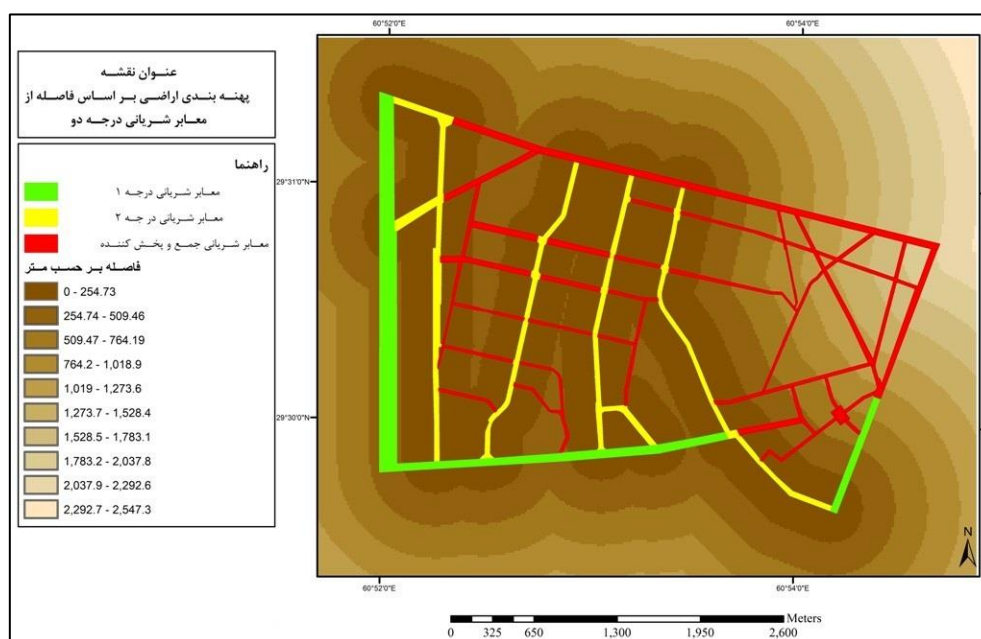 عنوان نقشه
پهنه بندی اراضی بر اساس فاصله از
معابر شریانی درجه دو
راهنما
معابر شریانی درجه ۱
معابر شریانی در جه ۲
معابر شریانی جمع و پخش کننده
فاصله بر حسب متر
0 - 254.73
254.74 - 509.46
509.47 - 764.19
764.2 - 1,018.9
1,019 - 1,273.6
1,273.7 - 1,528.4
1,528.5 - 1,783.1
1,783.2 - 2,037.8
2,037.9 - 2,292.6
2,292.7 - 2,547.3
60°52'0"E 60°54'0"E
29°31'0"N
29°30'0"N
60°52'0"E 60°54'0"E
N
Meters
0 325 650 1,300 1,950 2,600